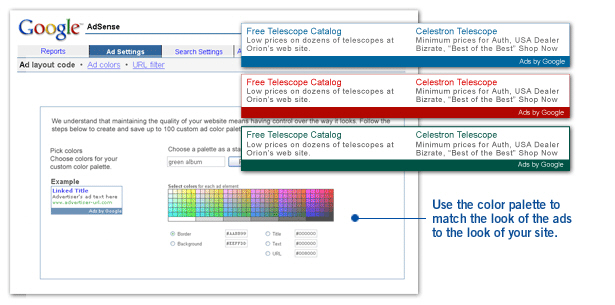 Google AdSense
Reports
Ad Settings
Search Settings
Ad layout code • Ad colors • URL filter
Free Telescope Catalog
Low prices on dozens of telescopes at
Orion's web site.
Celestron Telescope
Minimum prices for Auth, USA Dealer
Bizrate, "Best of the Best" Shop Now
Ads by Google
Free Telescope Catalog
Low prices on dozens of telescopes at
Orion's web site.
Celestron Telescope
Minimum prices for Auth, USA Dealer
Bizrate, "Best of the Best" Shop Now
Ads by Google
Free Telescope Catalog
Low prices on dozens of telescopes at
Orion's web site.
Celestron Telescope
Minimum prices for Auth, USA Dealer
Bizrate, "Best of the Best" Shop Now
Ads by Google
We understand that maintaining the quality of your website means having control over the way it looks. Follow the
steps below to create and save up to 100 custom ad color
Pick colors
Choose colors for your
custom color palette.
Choose a palette as a
green album
Example
Linked Title
Advertiser's ad text here
www.advertiser-url.com
Ads by Google
Select colors for each ad element
Border
Background
Title #000000
Text
URL
Use the color palette to
match the look of the ads
to the look of your site.